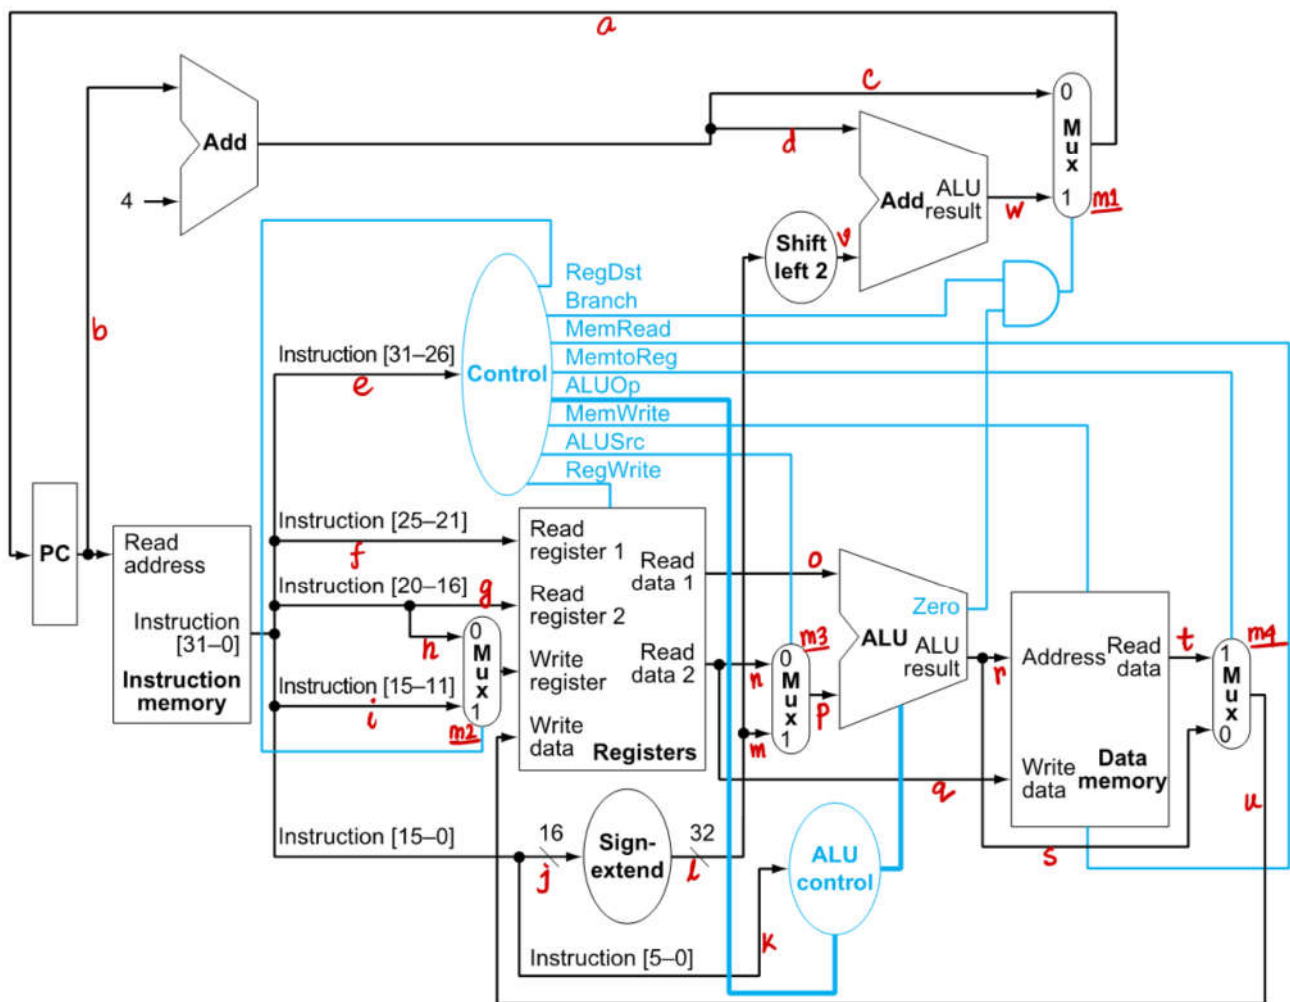 a
c
0
Mux
1
m1
Add
4
d
Add ALU result
w
v
Shift left 2
b
RegDst
Branch
MemRead
MemtoReg
ALUOp
MemWrite
ALUSrc
RegWrite
Instruction [31–26]
e
Control
PC
Read address
Instruction [31–0]
Instruction memory
Instruction [25–21]
f
Instruction [20–16]
g
h
0
Mux
1
m2
Instruction [15–11]
i
Read register 1
Read data 1
Read register 2
Write register
Read data 2
Write data
Registers
o
n
m
0
Mux
1
m3
p
Zero
ALU
ALU result
r
Address
Read data
Write data
Data memory
t
m4
1
Mux
0
q
s
u
Instruction [15–0]
16
j
Sign-extend
32
l
ALU control
k
Instruction [5–0]